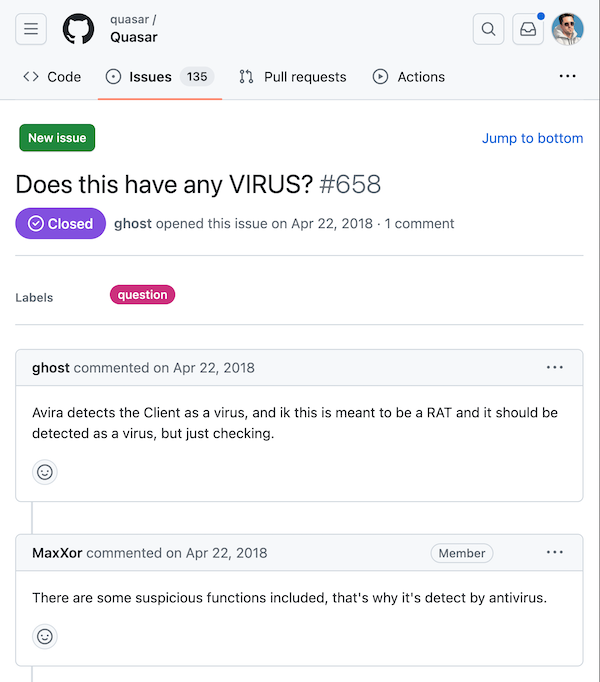 quasar /
Quasar
Code
Issues 135
Pull requests
Actions
New issue
Jump to bottom
Does this have any VIRUS? #658
Closed
ghost opened this issue on Apr 22, 2018 · 1 comment
Labels
question
ghost commented on Apr 22, 2018
Avira detects the Client as a virus, and ik this is meant to be a RAT and it should be
detected as a virus, but just checking.
MaxXor commented on Apr 22, 2018
Member
There are some suspicious functions included, that's why it's detect by antivirus.